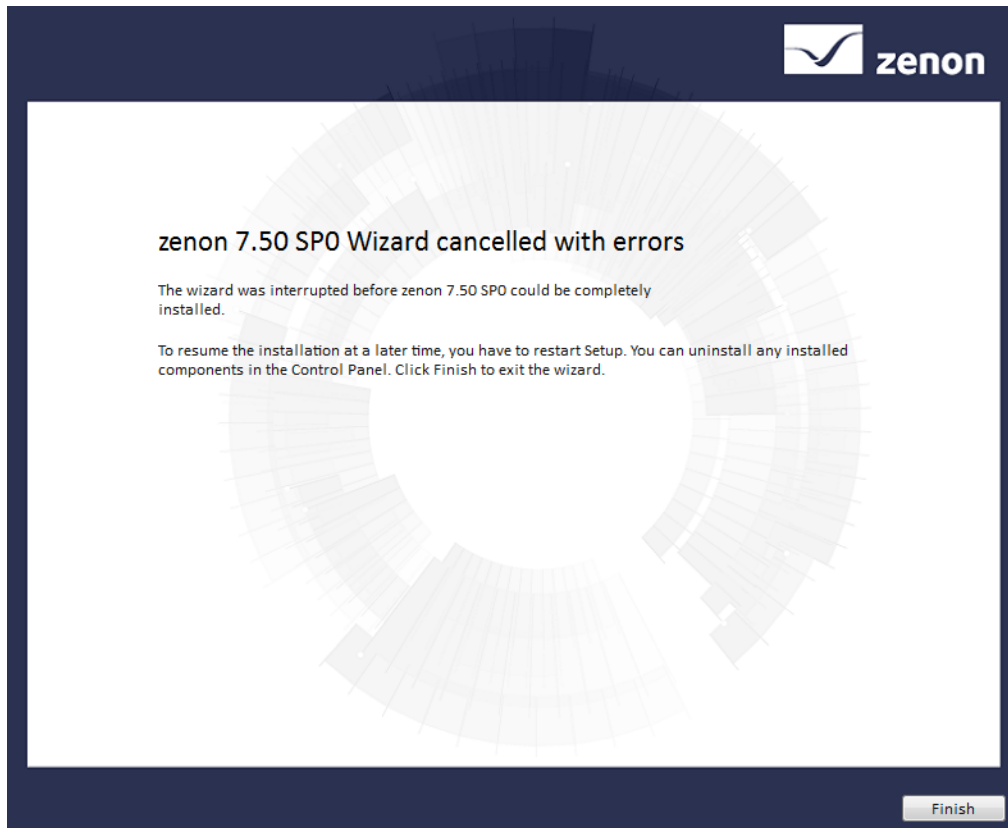 zenon
zenon 7.50 SP0 Wizard cancelled with errors
The wizard was interrupted before zenon 7.50 SP0 could be completely
installed.
To resume the installation at a later time, you have to restart Setup. You can uninstall any installed
components in the Control Panel. Click Finish to exit the wizard.
Finish